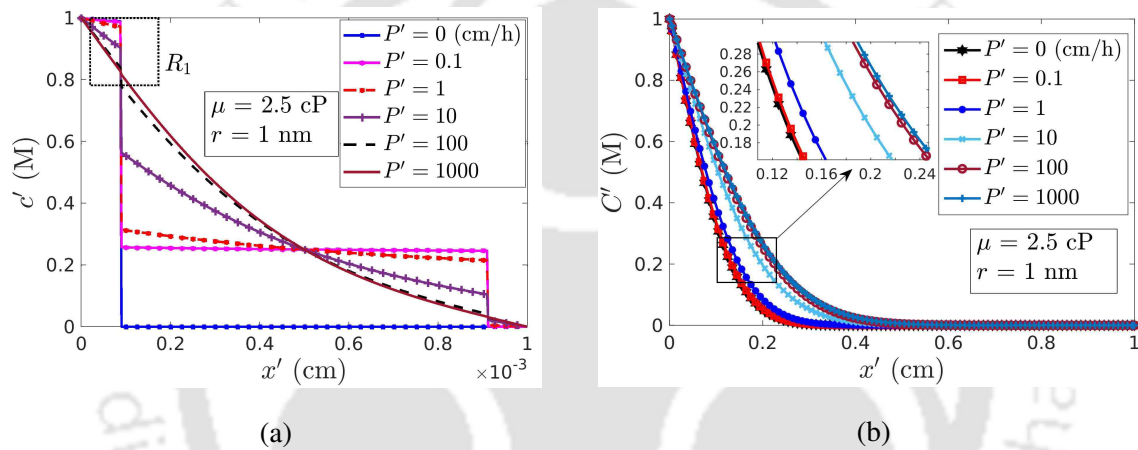 c′ (M)
1
0.8
0.6
0.4
0.2
0
R₁
μ = 2.5 cP
r = 1 nm
P′ = 0 (cm/h)
P′ = 0.1
P′ = 1
P′ = 10
P′ = 100
P′ = 1000
0 0.2 0.4 0.6 0.8 1
x′ (cm) ×10⁻³
(a)
C′ (M)
1
0.8
0.6
0.4
0.2
0
0.28
0.26
0.24
0.22
0.2
0.18
0.12 0.16 0.2 0.24
P′ = 0 (cm/h)
P′ = 0.1
P′ = 1
P′ = 10
P′ = 100
P′ = 1000
μ = 2.5 cP
r = 1 nm
0 0.2 0.4 0.6 0.8 1
x′ (cm)
(b)